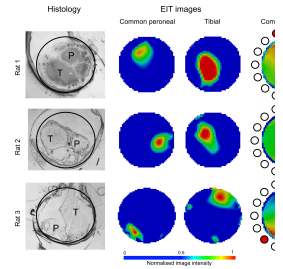 Histology
EIT images
Common peroneal
Tibial
Com
Rat 1
P
T
Rat 2
T
P
Rat 3
T
P
0
0.5
1
Normalised image intensity